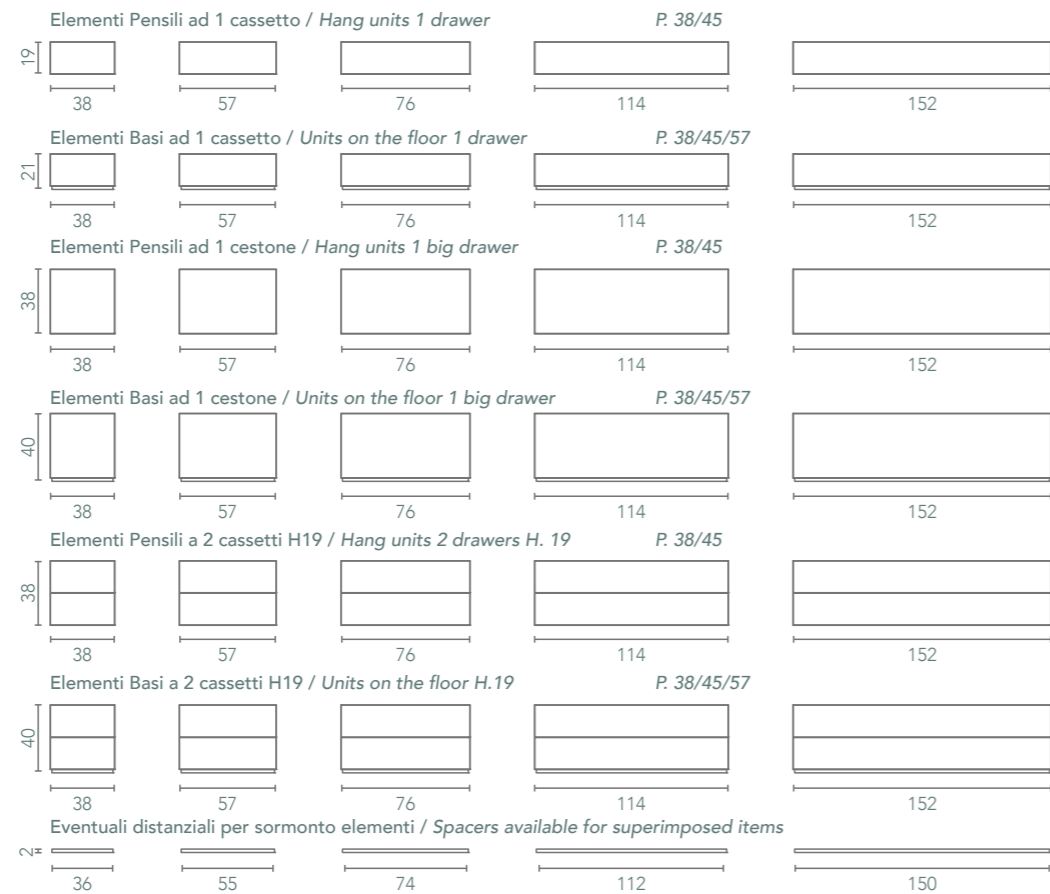 Elementi Pensili ad 1 cassetto / Hang units 1 drawer P. 38/45
19
38 57 76 114 152
Elementi Basi ad 1 cassetto / Units on the floor 1 drawer P. 38/45/57
21
38 57 76 114 152
Elementi Pensili ad 1 cestone / Hang units 1 big drawer P. 38/45
38
38 57 76 114 152
Elementi Basi ad 1 cestone / Units on the floor 1 big drawer P. 38/45/57
40
38 57 76 114 152
Elementi Pensili a 2 cassetti H19 / Hang units 2 drawers H. 19 P. 38/45
38
38 57 76 114 152
Elementi Basi a 2 cassetti H19 / Units on the floor H.19 P. 38/45/57
40
38 57 76 114 152
Eventuali distanziali per sormonto elementi / Spacers available for superimposed items
2
36 55 74 112 150